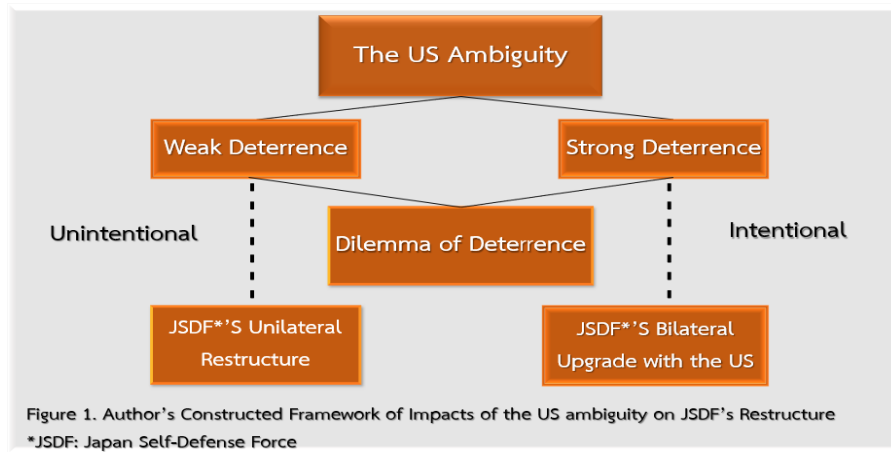 The US Ambiguity
Weak Deterrence
Strong Deterrence
Unintentional
Dilemma of Deterrence
Intentional
JSDF*'S Unilateral
Restructure
JSDF*'S Bilateral
Upgrade with the US
Figure 1. Author's Constructed Framework of Impacts of the US ambiguity on JSDF's Restructure
*JSDF: Japan Self-Defense Force